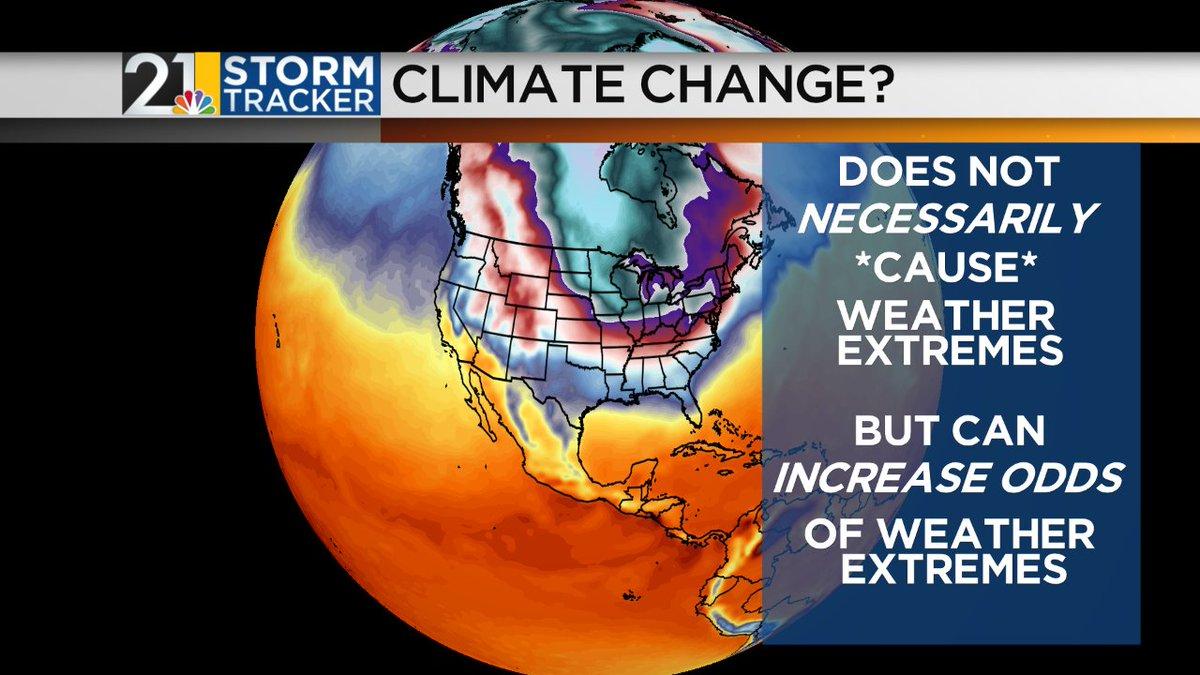 21 STORM TRACKER CLIMATE CHANGE?
DOES NOT
NECESSARILY
*CAUSE*
WEATHER
EXTREMES
BUT CAN
INCREASE ODDS
OF WEATHER
EXTREMES